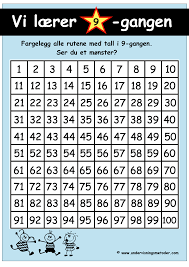 Vi lærer 9 -gangen
Fargelegg alle rutene med tall i 9-gangen.
Ser du et mønster?
1 2 3 4 5 6 7 8 9 10
11 12 13 14 15 16 17 18 19 20
21 22 23 24 25 26 27 28 29 30
31 32 33 34 35 36 37 38 39 40
41 42 43 44 45 46 47 48 49 50
51 52 53 54 55 56 57 58 59 60
61 62 63 64 65 66 67 68 69 70
71 72 73 74 75 76 77 78 79 80
81 82 83 84 85 86 87 88 89 90
91 92 93 94 95 96 97 98 99 100
© www.undervisningsmetoder.com